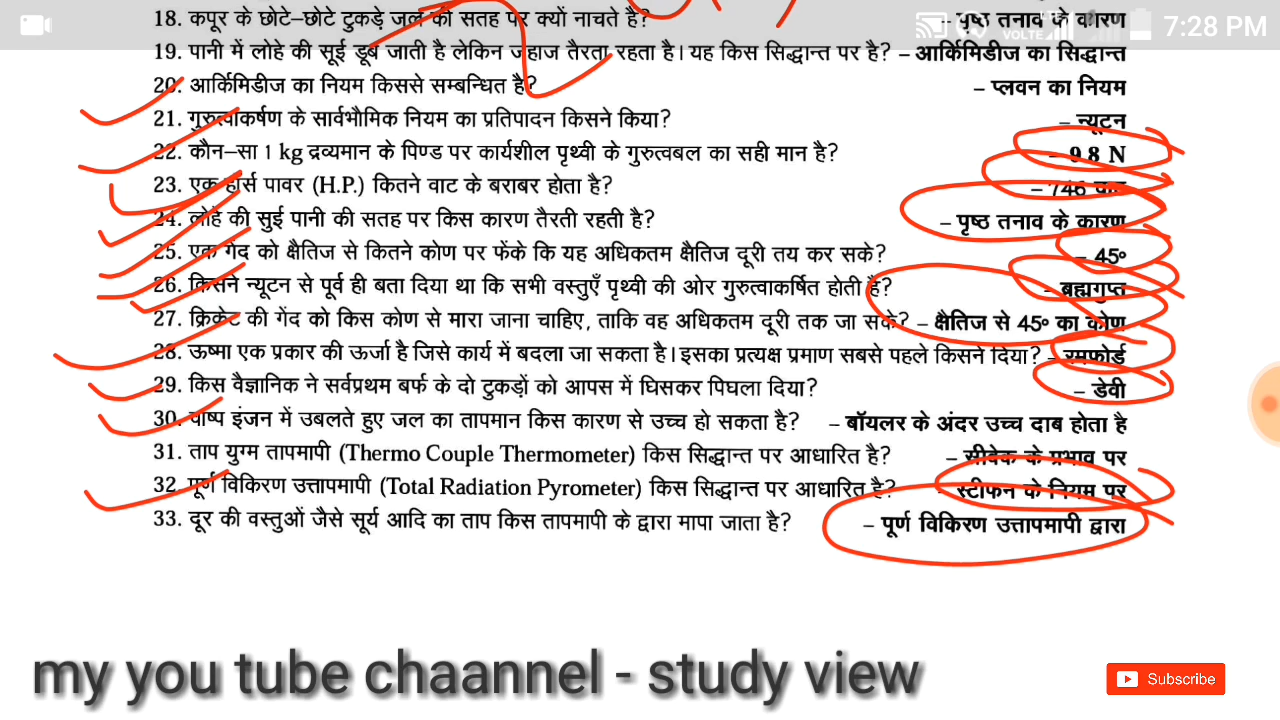 18. कपूर के छोटे–छोटे टुकड़े जल की सतह पर क्यों नाचते है? – पृष्ठ तनाव के कारण
VOLTE 7:28 PM
19. पानी में लोहे की सूई डूब जाती है लेकिन जहाज तैरता रहता है। यह किस सिद्धान्त पर है? – आर्किमिडीज का सिद्धान्त
20. आर्किमिडीज का नियम किससे सम्बन्धित है? – प्लवन का नियम
21. गुरुत्वाकर्षण के सार्वभौमिक नियम का प्रतिपादन किसने किया? – न्यूटन
22. कौन–सा 1 kg द्रव्यमान के पिण्ड पर कार्यशील पृथ्वी के गुरुत्वबल का सही मान है? – 9.8 N
23. एक हॉर्स पावर (H.P.) कितने वाट के बराबर होता है? – 746 वाट
24. लोहे की सुई पानी की सतह पर किस कारण तैरती रहती है? – पृष्ठ तनाव के कारण
25. एक गेंद को क्षैतिज से कितने कोण पर फेंके कि यह अधिकतम क्षैतिज दूरी तय कर सके? – 45°
26. किसने न्यूटन से पूर्व ही बता दिया था कि सभी वस्तुएँ पृथ्वी की ओर गुरुत्वाकर्षित होती है? – ब्रह्मगुप्त
27. क्रिकेट की गेंद को किस कोण से मारा जाना चाहिए, ताकि वह अधिकतम दूरी तक जा सके? – क्षैतिज से 45° का कोण
28. ऊष्मा एक प्रकार की ऊर्जा है जिसे कार्य में बदला जा सकता है। इसका प्रत्यक्ष प्रमाण सबसे पहले किसने दिया? – रमफोर्ड
29. किस वैज्ञानिक ने सर्वप्रथम बर्फ के दो टुकड़ों को आपस में घिसकर पिघला दिया? – डेवी
30. वाष्प इंजन में उबलते हुए जल का तापमान किस कारण से उच्च हो सकता है? – बॉयलर के अंदर उच्च दाब होता है
31. ताप युग्म तापमापी (Thermo Couple Thermometer) किस सिद्धान्त पर आधारित है? – सीवेक के प्रभाव पर
32. पूर्ण विकिरण उत्तापमापी (Total Radiation Pyrometer) किस सिद्धान्त पर आधारित है? – स्टीफन के नियम पर
33. दूर की वस्तुओं जैसे सूर्य आदि का ताप किस तापमापी के द्वारा मापा जाता है? – पूर्ण विकिरण उत्तापमापी द्वारा
my you tube chaannel - study view
Subscribe